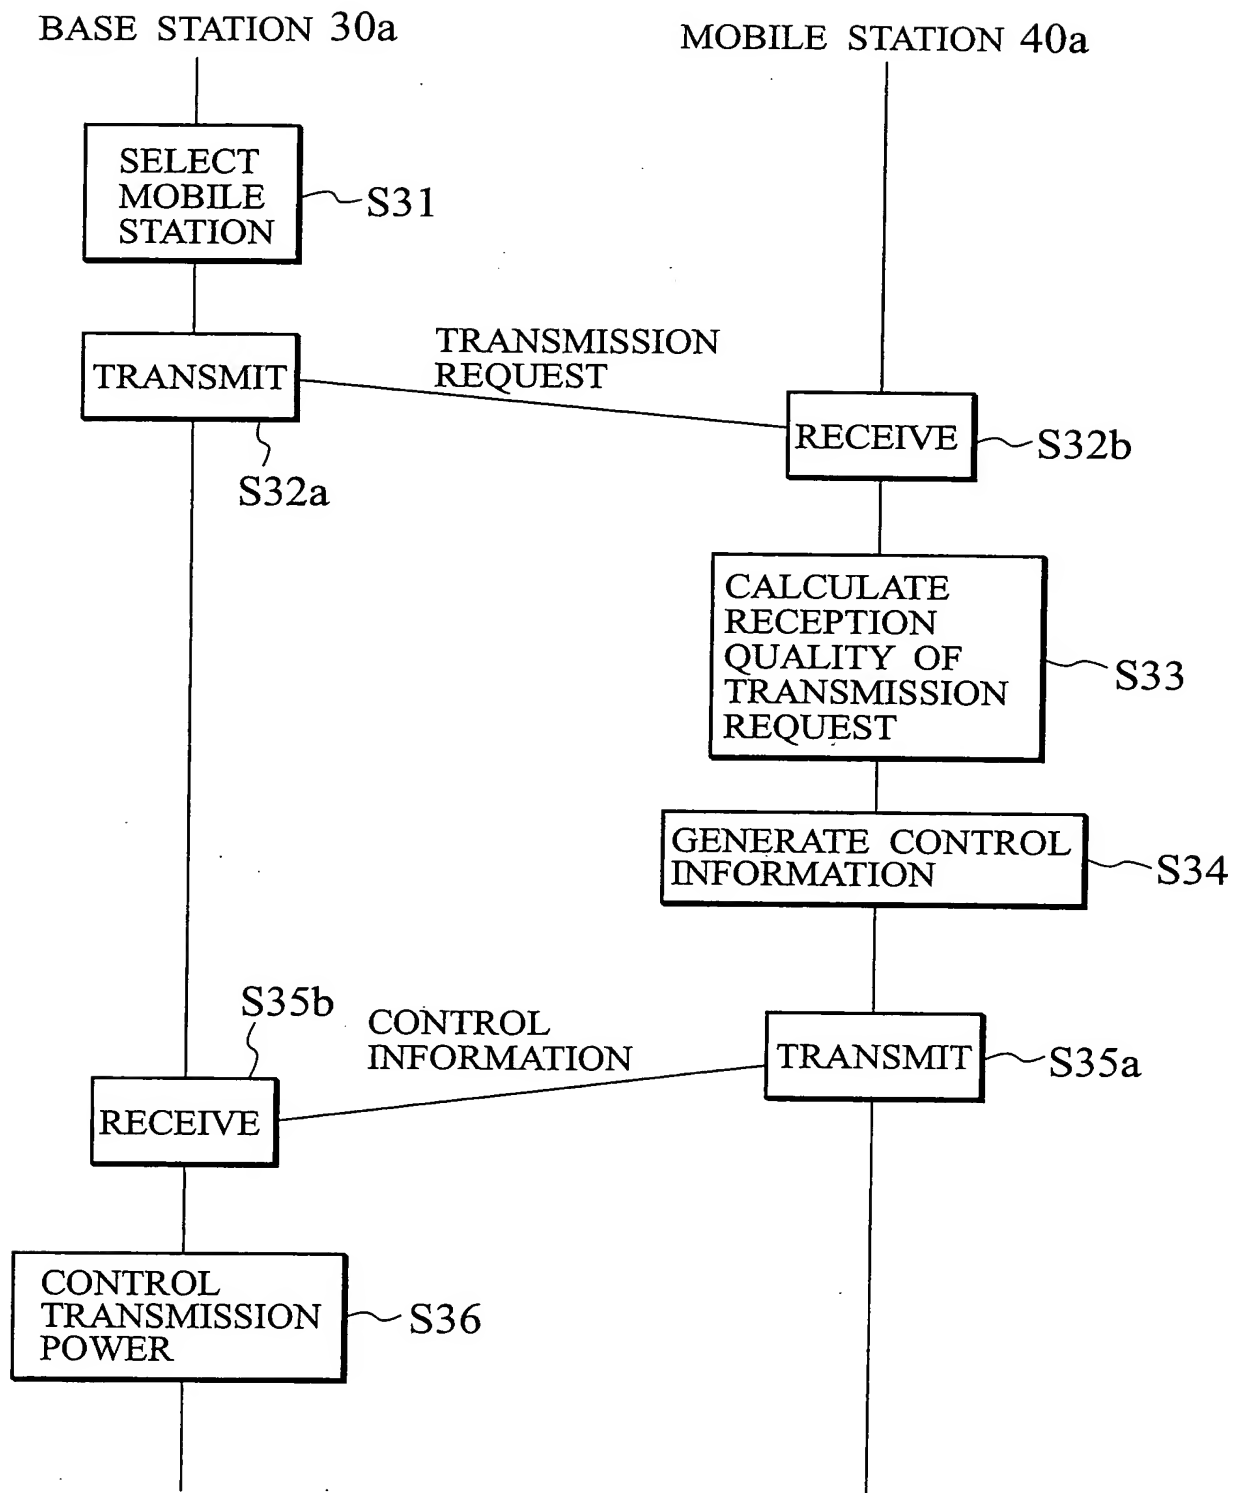 BASE STATION 30a
MOBILE STATION 40a
SELECT
MOBILE
STATION
S31
TRANSMIT
S32a
TRANSMISSION
REQUEST
RECEIVE
S32b
CALCULATE
RECEPTION
QUALITY OF
TRANSMISSION
REQUEST
S33
GENERATE CONTROL
INFORMATION
S34
TRANSMIT
S35a
CONTROL
INFORMATION
S35b
RECEIVE
CONTROL
TRANSMISSION
POWER
S36